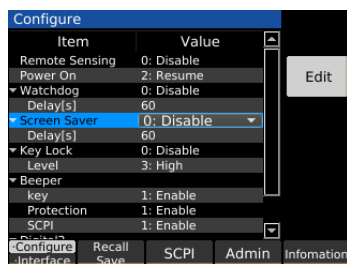 Configure
Item Value
Remote Sensing 0: Disable
Power On 2: Resume
Watchdog 0: Disable
Delay[s] 60
Screen Saver 0: Disable
Delay[s] 60
Key Lock 0: Disable
Level 3: High
Beeper
key 1: Enable
Protection 1: Enable
SCPI 1: Enable
Edit
·Configure
·Interface
Recall
Save
SCPI
Admin
Infomation